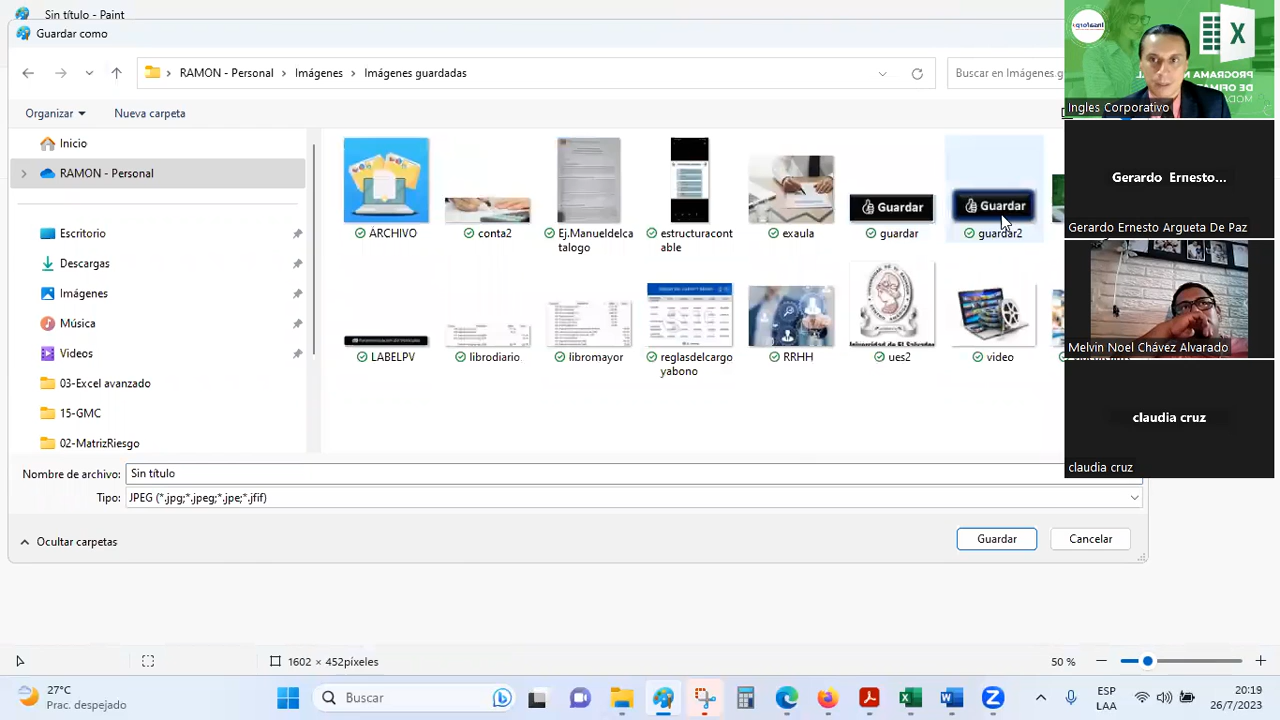 Sin título - Paint
Guardar como
RAMON - Personal
Imágenes
Imágenes guardadas
Buscar en Imágenes g
Organizar
Nueva carpeta
Inicio
RAMON - Personal
Escritorio
Descargas
Imágenes
Música
Videos
03-Excel avanzado
15-GMC
02-MatrizRiesgo
Guardar
Guardar
ARCHIVO
conta2
Ej.Manueldelca
talogo
estructuracont
able
exaula
guardar
guardar2
Universidad de El Salvador
LABELPV
librodiario
libromayor
reglasdelcargo
yabono
RRHH
ues2
video
Nombre de archivo:
Sin título
Tipo:
JPEG (*.jpg;*.jpeg;*.jpe;*.jfif)
Ocultar carpetas
Guardar
Cancelar
1602 × 452píxeles
50 %
27°C
Prac. despejado
Buscar
ESP
LAA
20:19
26/7/2023
X
Ingles Corporativo
Gerardo Ernesto...
Gerardo Ernesto Argueta De Paz
Melvin Noel Chávez Alvarado
claudia cruz
claudia cruz